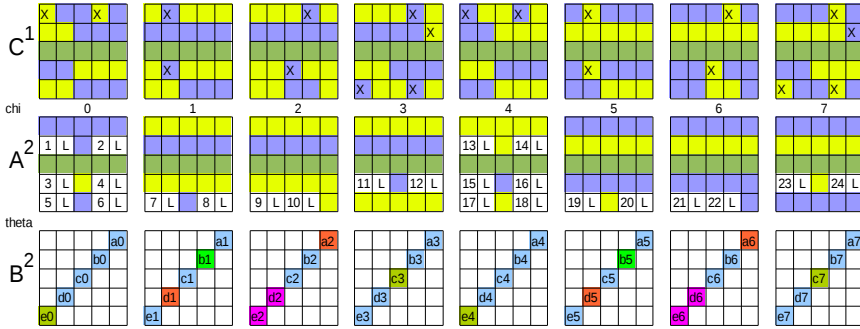 X X X X X X X X X X
C1
X X
X X X X
X X X X
chi 0 1 2 3 4 5 6 7
1 L 2 L 13 L 14 L
A2
3 L 4 L 11 L 12 L 15 L 16 L 23 L 24 L
5 L 6 L 7 L 8 L 9 L 10 L 17 L 18 L 19 L 20 L 21 L 22 L
theta
a0 a1 a2 a3 a4 a5 a6 a7
b0 b1 b2 b3 b4 b5 b6 b7
B2
c0 c1 c2 c3 c4 c5 c6 c7
d0 d1 d2 d3 d4 d5 d6 d7
e0 e1 e2 e3 e4 e5 e6 e7